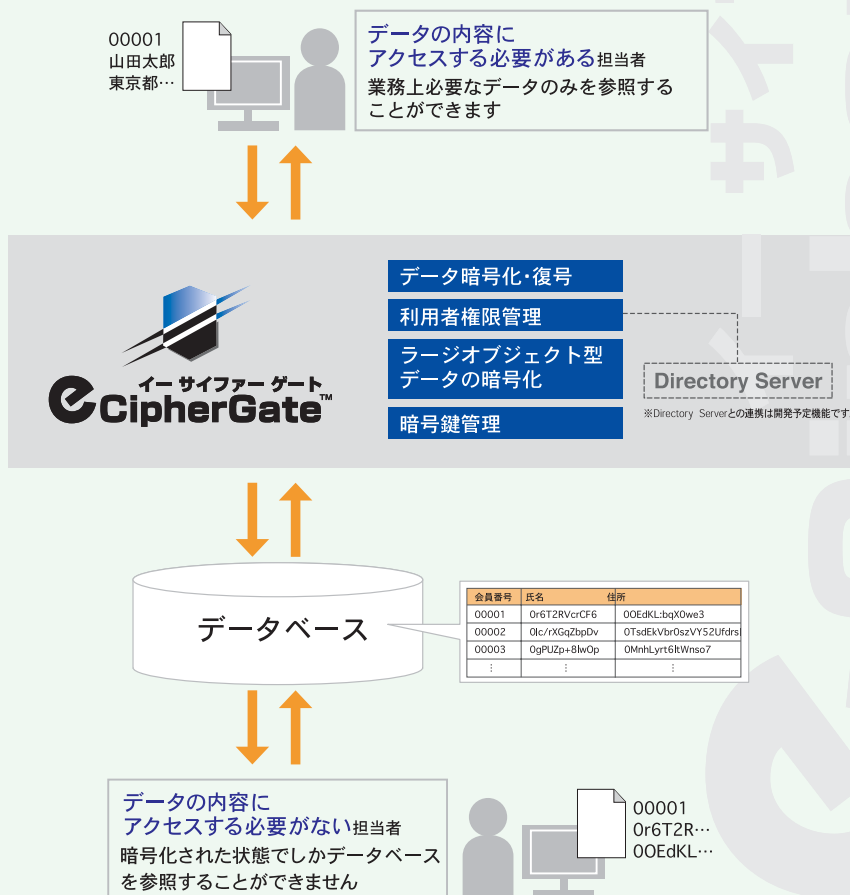 00001
山田太郎
東京都…
データの内容に
アクセスする必要がある担当者
業務上必要なデータのみを参照する
ことができます
データ暗号化・復号
利用者権限管理
ラージオブジェクト型
データの暗号化
暗号鍵管理
イー サイファー ゲート
eCipherGate™
Directory Server
※Directory Serverとの連携は開発予定機能です
データベース
会員番号 氏名 住所
00001 0r6T2RVcrCF6 0OEdKL:bqX0we3
00002 0lc/rXGqZbpDv 0TsdEkVbr0szVY52Ufdrs
00003 0gPUZp+8lwOp 0MnhLyrt6ltWnso7
⋮ ⋮ ⋮
データの内容に
アクセスする必要がない担当者
暗号化された状態でしかデータベース
を参照することができません
00001
0r6T2R…
0OEdKL…